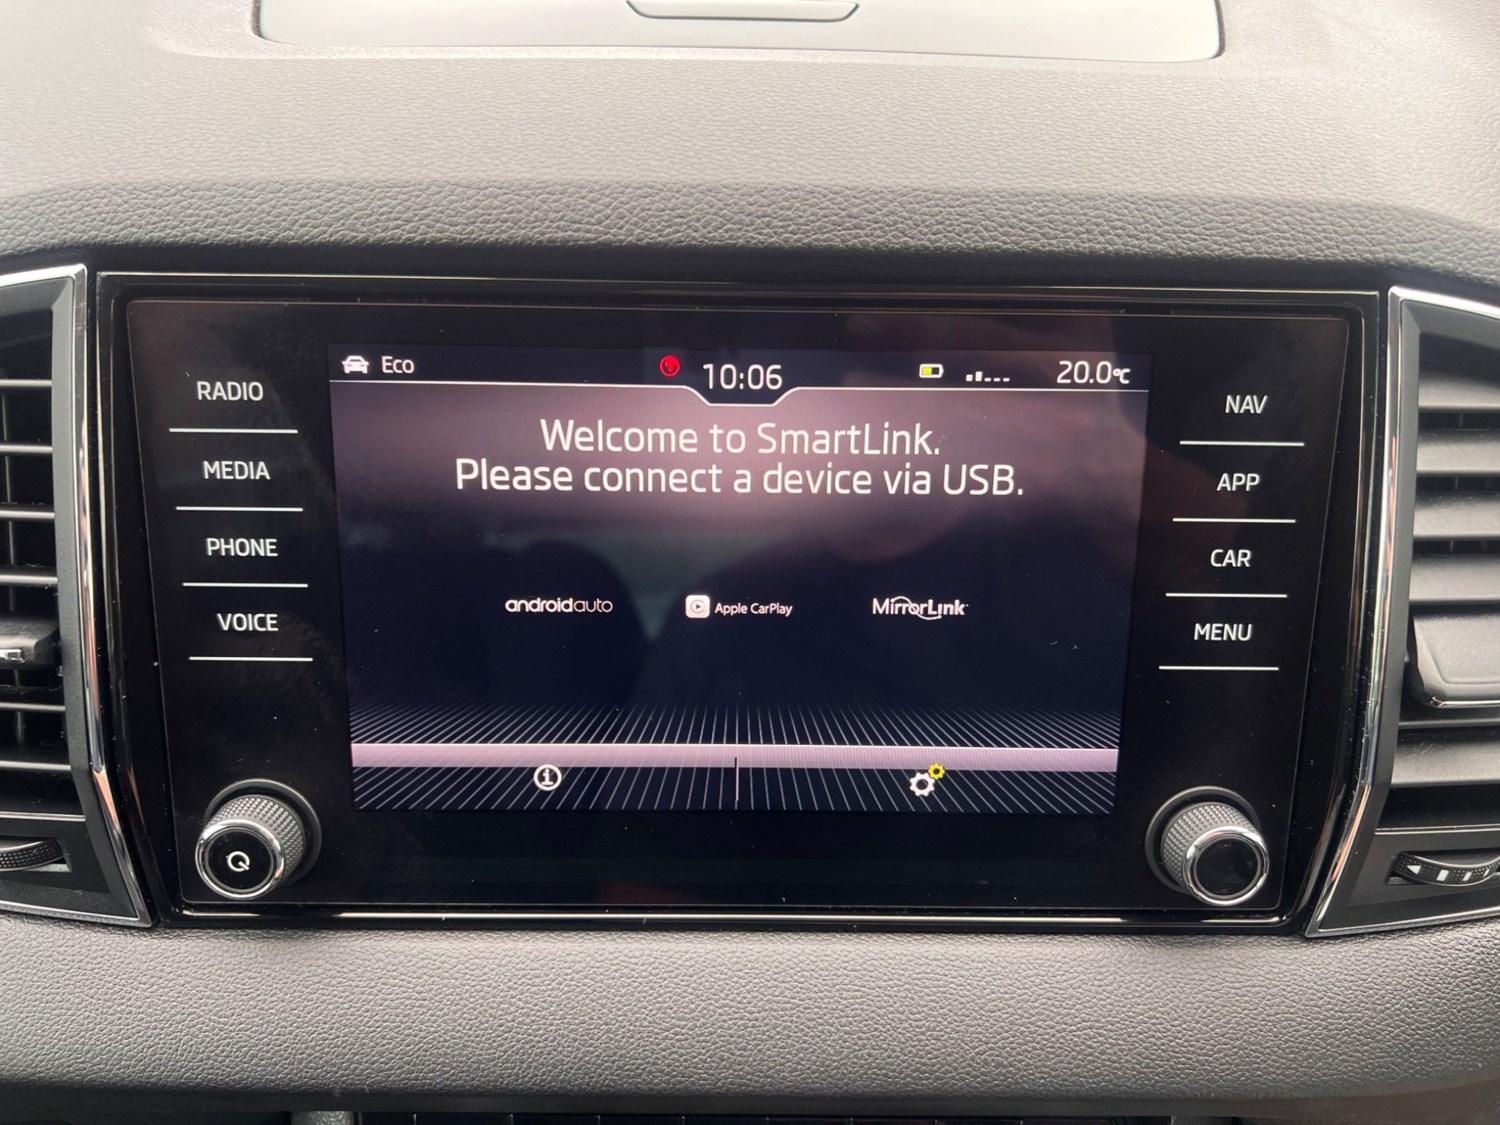 Eco
10:06
20.0°C
Welcome to SmartLink.
Please connect a device via USB.
androidauto
Apple CarPlay
MirrorLink
RADIO
MEDIA
PHONE
VOICE
NAV
APP
CAR
MENU